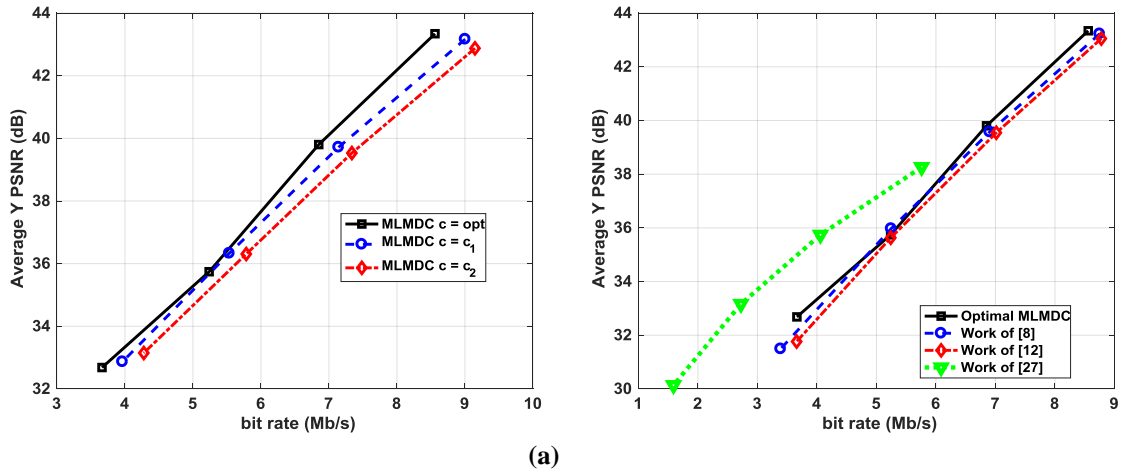 44
42
40
38
36
34
32
Average Y PSNR (dB)
3 4 5 6 7 8 9 10
bit rate (Mb/s)
MLMDC c = opt
MLMDC c = c₁
MLMDC c = c₂
44
42
40
38
36
34
32
30
Average Y PSNR (dB)
1 2 3 4 5 6 7 8 9
bit rate (Mb/s)
Optimal MLMDC
Work of [8]
Work of [12]
Work of [27]
(a)